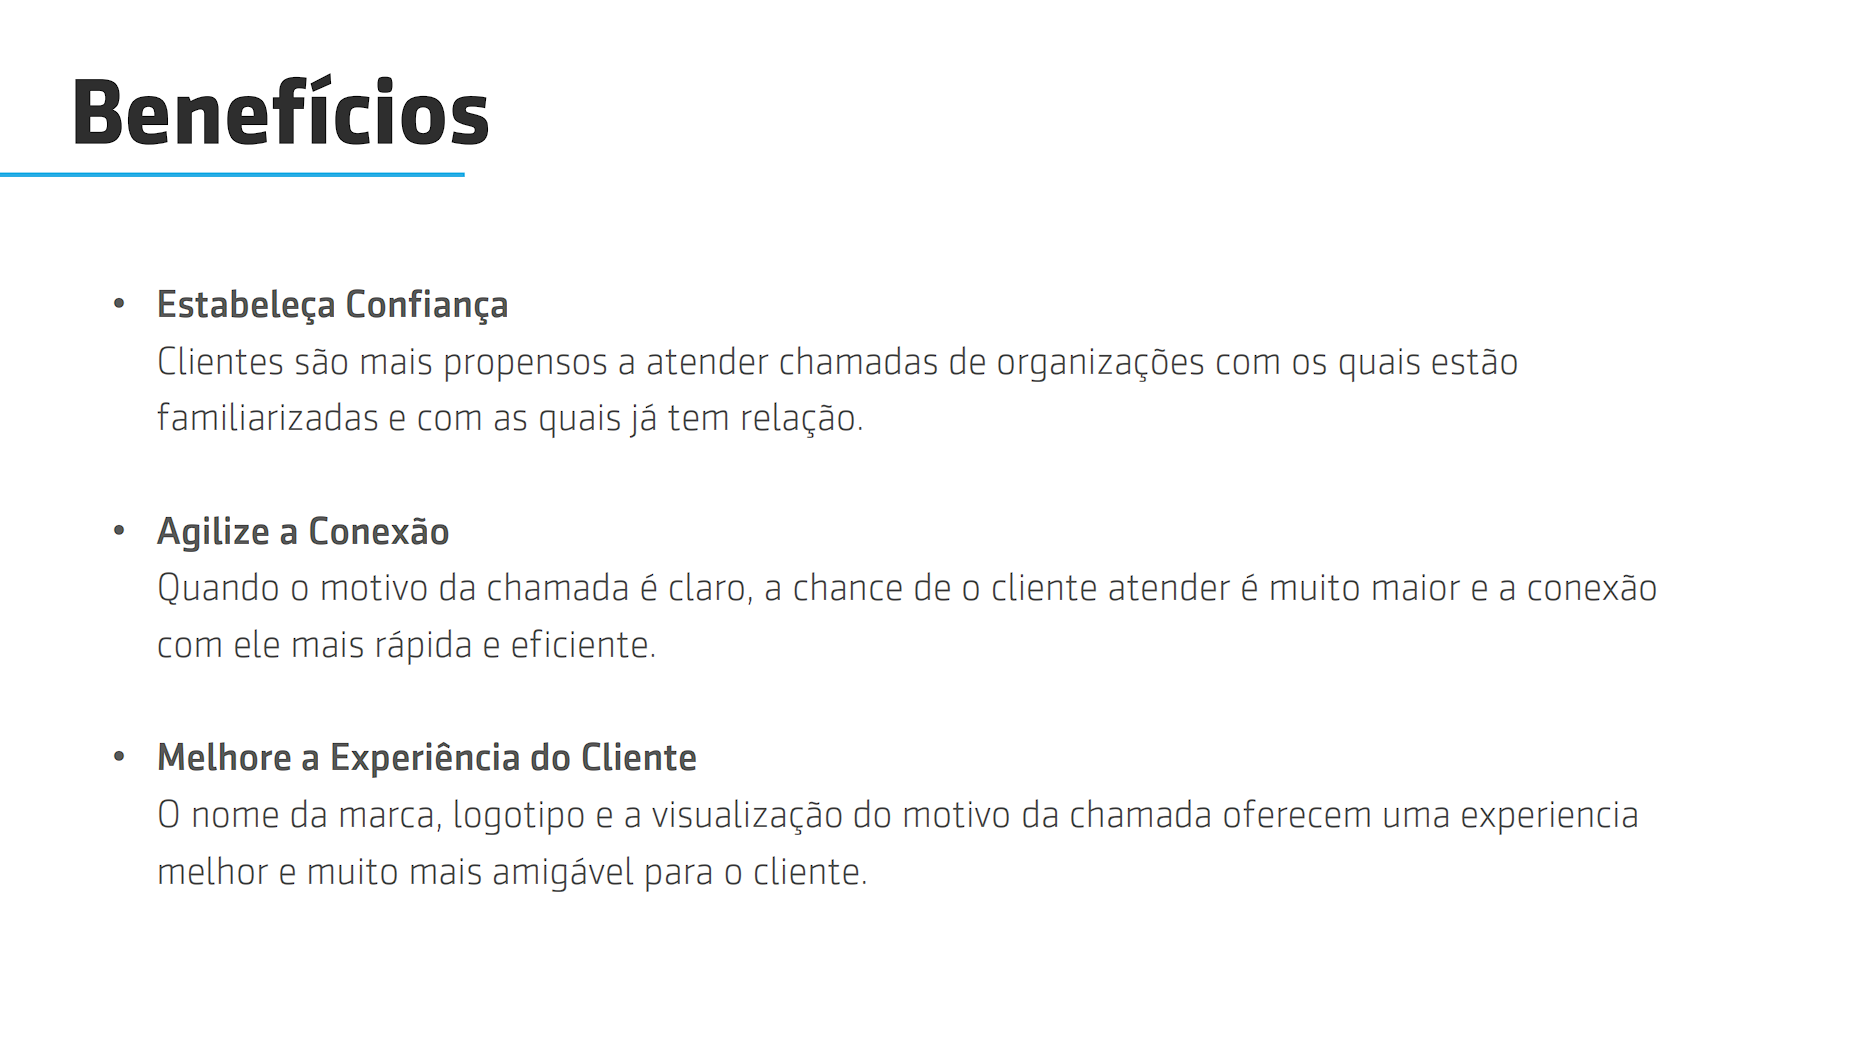 Benefícios
• Estabeleça Confiança
Clientes são mais propensos a atender chamadas de organizações com os quais estão
familiarizadas e com as quais já tem relação.
• Agilize a Conexão
Quando o motivo da chamada é claro, a chance de o cliente atender é muito maior e a conexão
com ele mais rápida e eficiente.
• Melhore a Experiência do Cliente
O nome da marca, logotipo e a visualização do motivo da chamada oferecem uma experiencia
melhor e muito mais amigável para o cliente.